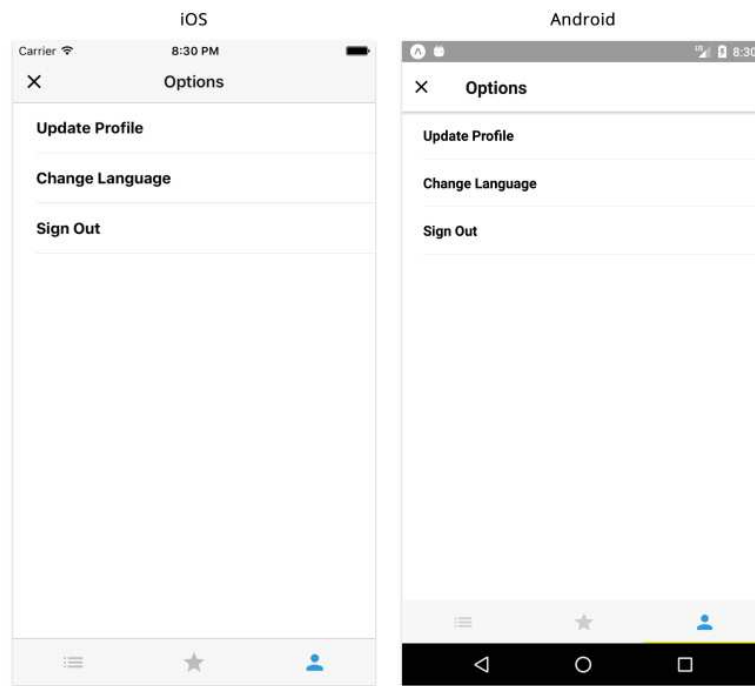 iOS
Carrier 8:30 PM
Options
Update Profile
Change Language
Sign Out
Android
8:30
Options
Update Profile
Change Language
Sign Out